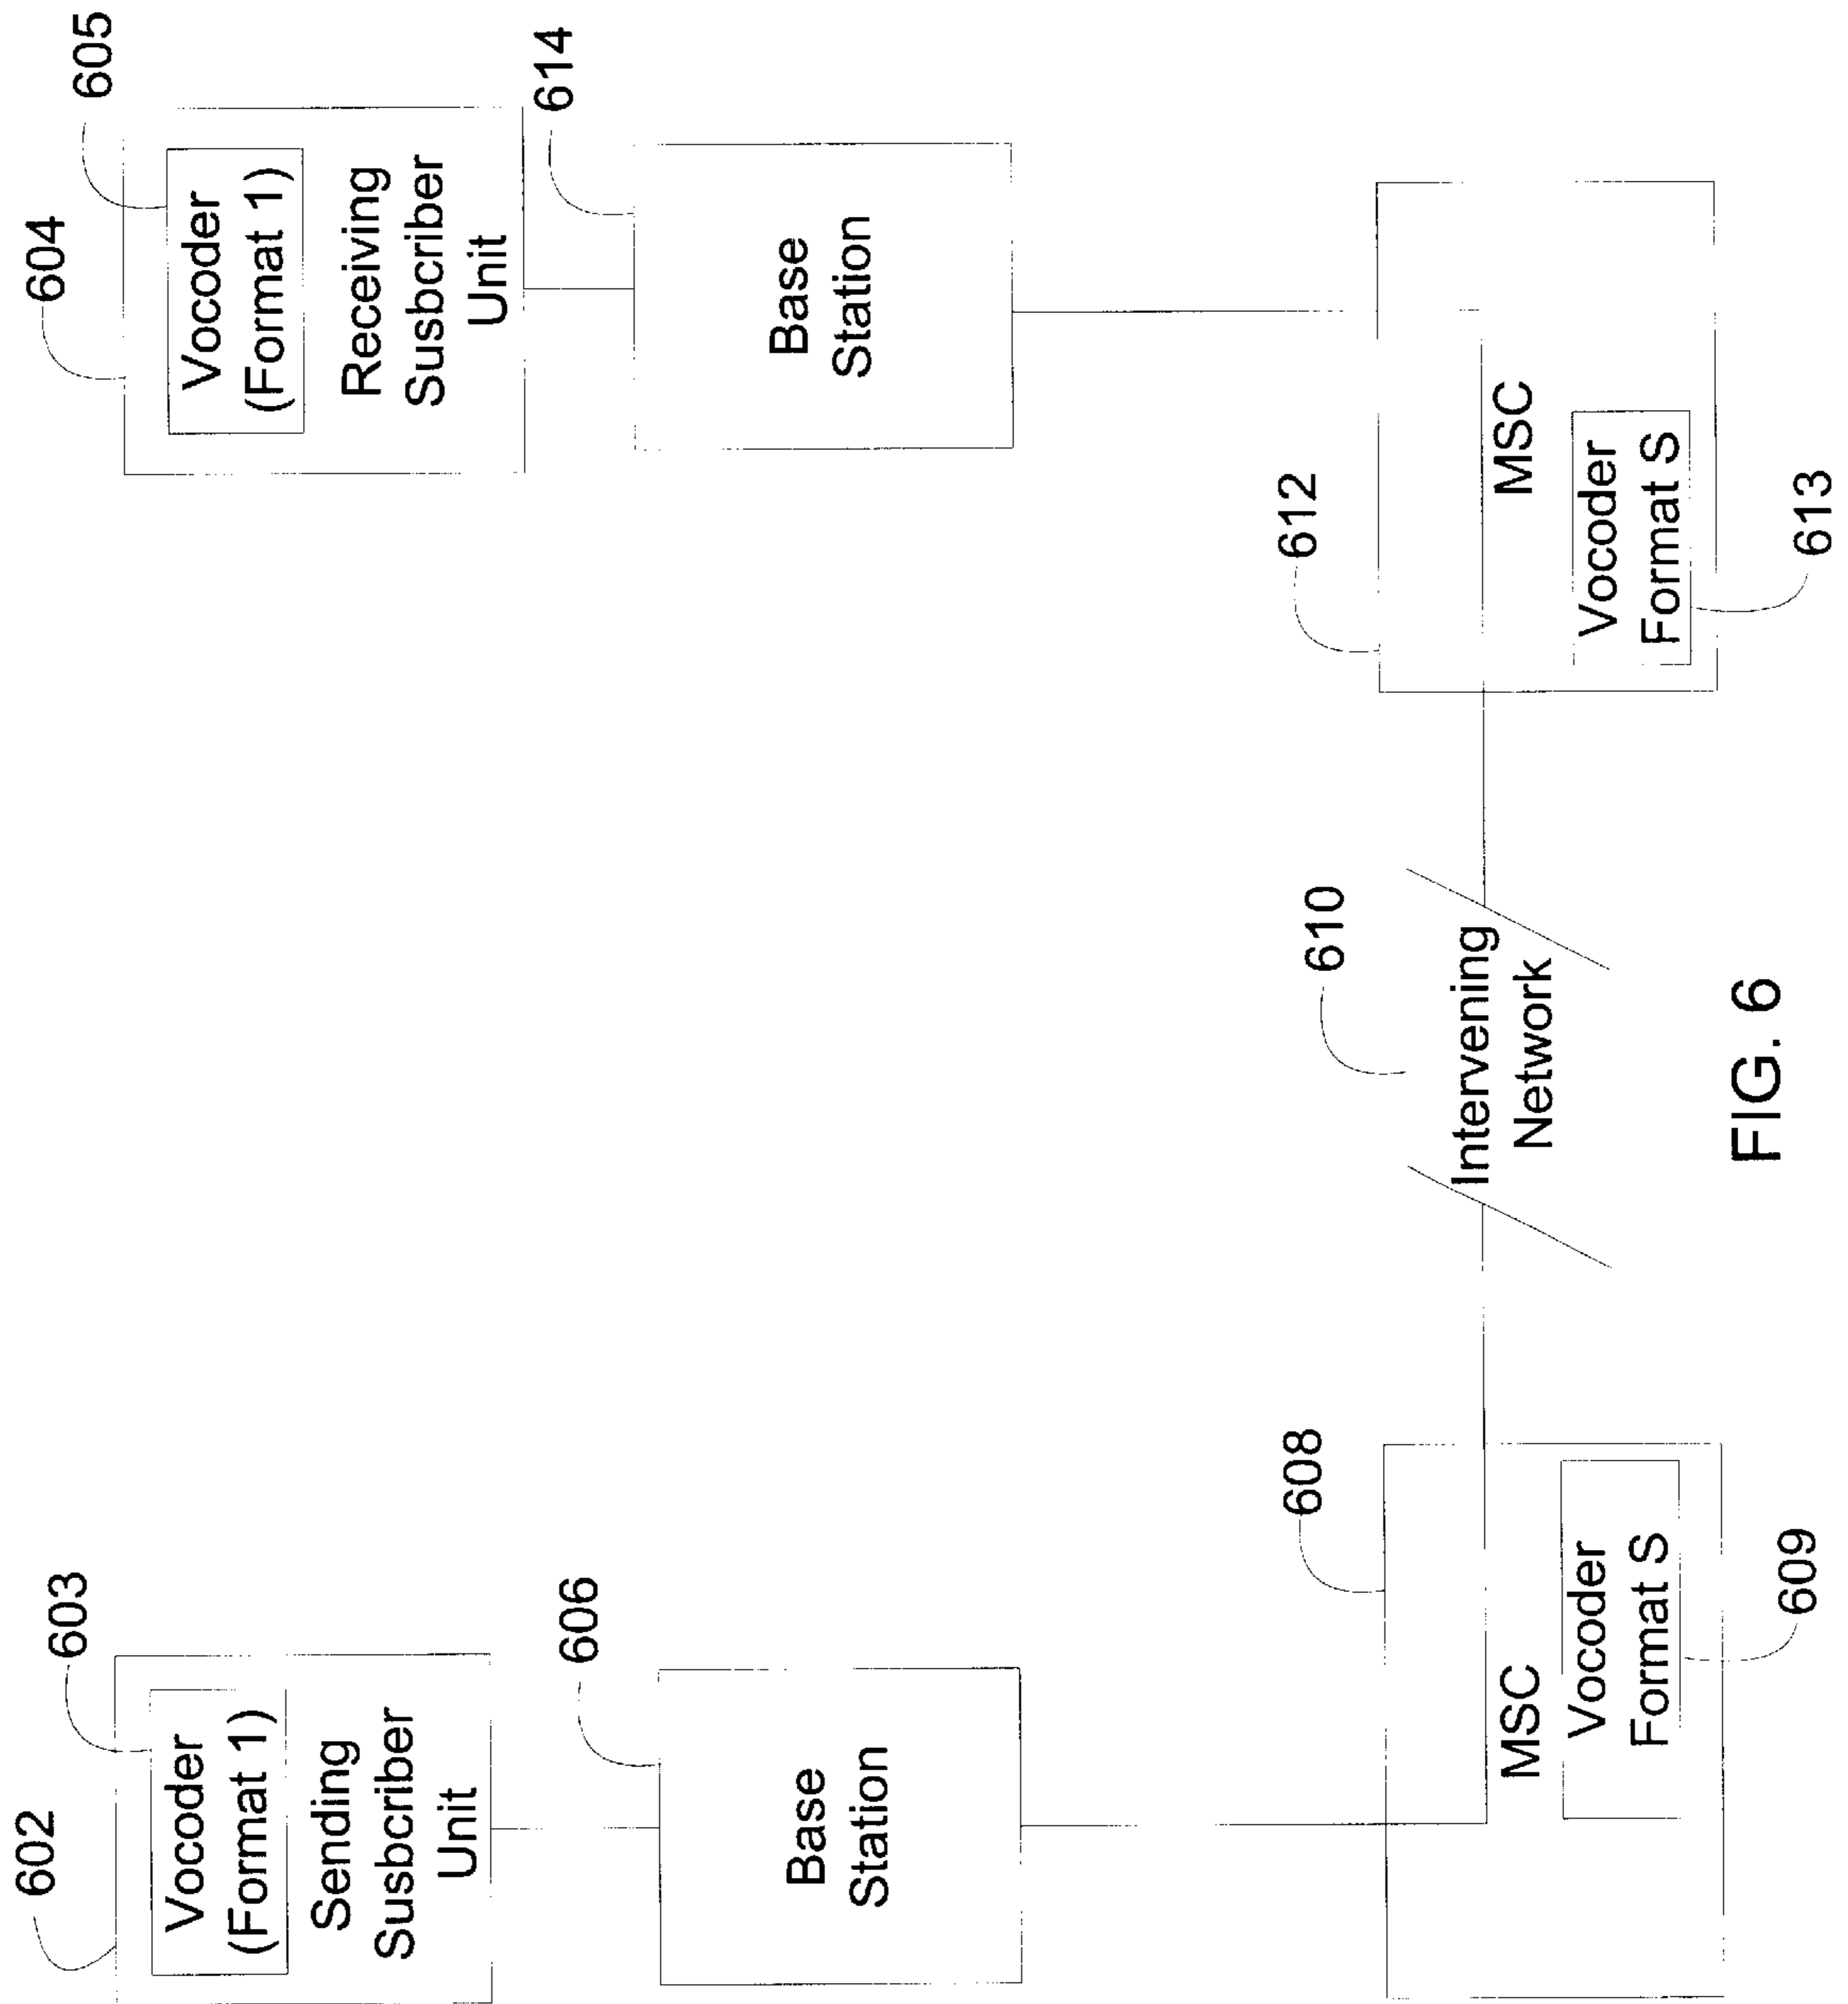 602
603
Vocoder
(Format 1)
Sending
Susbcriber
Unit
604
605
Vocoder
(Format 1)
Receiving
Susbcriber
Unit
606
Base
Station
614
Base
Station
608
MSC
Vocoder
Format S
609
610
Intervening
Network
612
MSC
Vocoder
Format S
613
FIG. 6